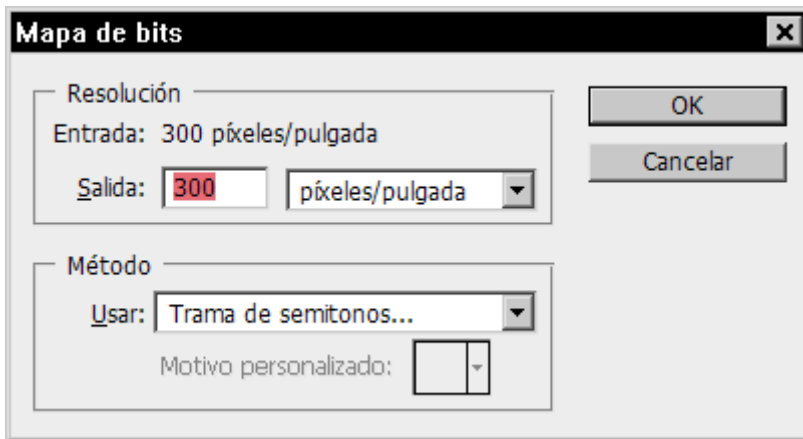 Mapa de bits
Resolución
Entrada: 300 píxeles/pulgada
Salida: 300 píxeles/pulgada
OK
Cancelar
Método
Usar: Trama de semitonos...
Motivo personalizado: